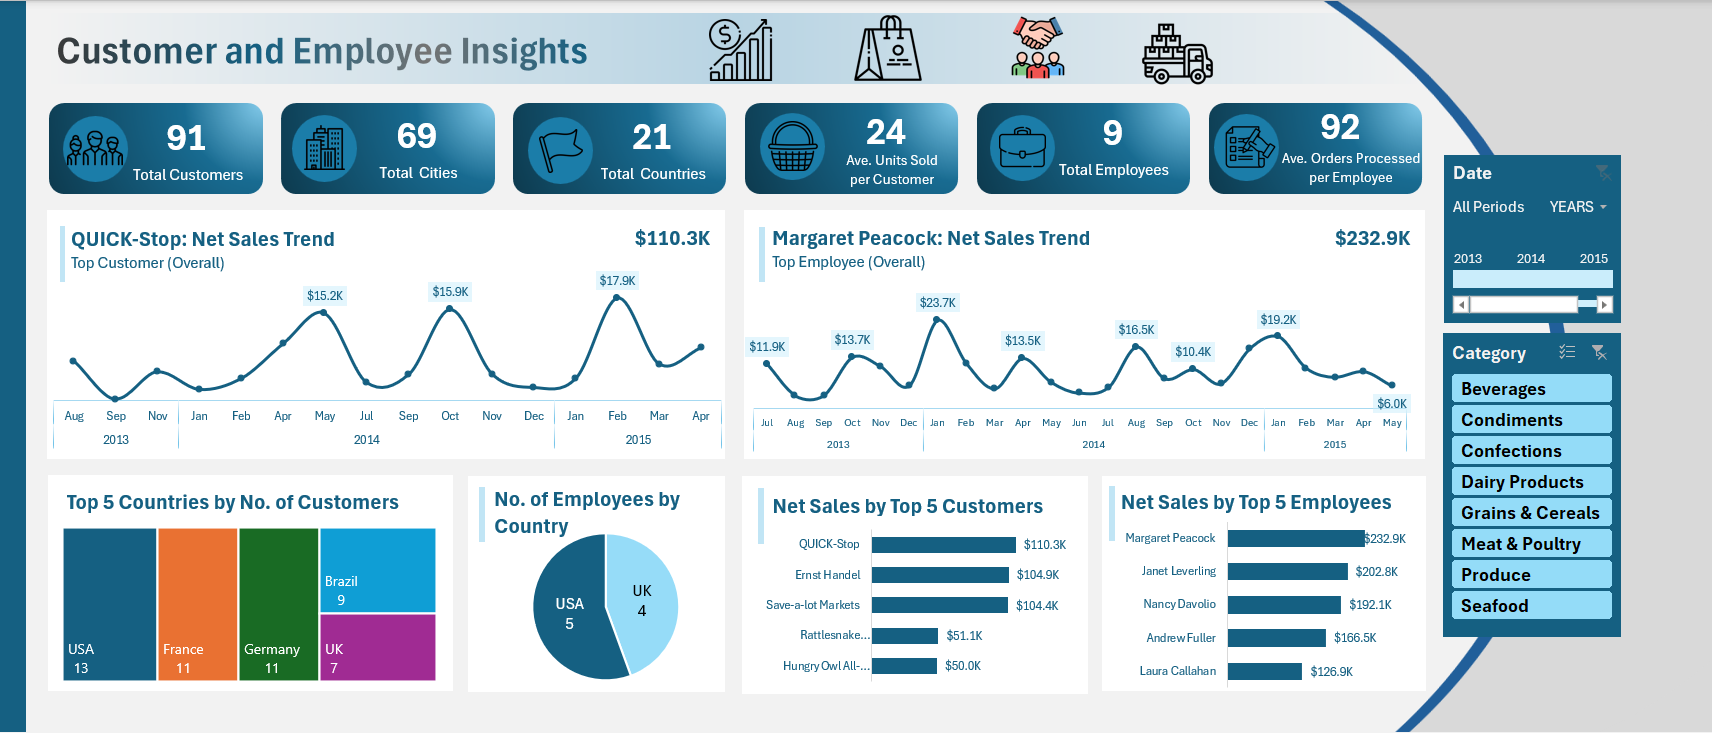 Customer and Employee Insights
91
Total Customers
69
Total Cities
21
Total Countries
24
Ave. Units Sold
per Customer
9
Total Employees
92
Ave. Orders Processed
per Employee
QUICK-Stop: Net Sales Trend
$110.3K
Top Customer (Overall)
$15.2K
$15.9K
$17.9K
Aug Sep Nov Jan Feb Apr May Jul Sep Oct Nov Dec Jan Feb Mar Apr
2013 2014 2015
Margaret Peacock: Net Sales Trend
$232.9K
Top Employee (Overall)
$11.9K
$13.7K
$23.7K
$13.5K
$16.5K
$10.4K
$19.2K
$6.0K
Jul Aug Sep Oct Nov Dec Jan Feb Mar Apr May Jun Jul Aug Sep Oct Nov Dec Jan Feb Mar Apr May
2013 2014 2015
Top 5 Countries by No. of Customers
USA
13
France
11
Germany
11
Brazil
9
UK
7
No. of Employees by
Country
USA
5
UK
4
Net Sales by Top 5 Customers
QUICK-Stop $110.3K
Ernst Handel $104.9K
Save-a-lot Markets $104.4K
Rattlesnake... $51.1K
Hungry Owl All-... $50.0K
Net Sales by Top 5 Employees
Margaret Peacock $232.9K
Janet Leverling $202.8K
Nancy Davolio $192.1K
Andrew Fuller $166.5K
Laura Callahan $126.9K
Date
All Periods YEARS
2013 2014 2015
Category
Beverages
Condiments
Confections
Dairy Products
Grains & Cereals
Meat & Poultry
Produce
Seafood